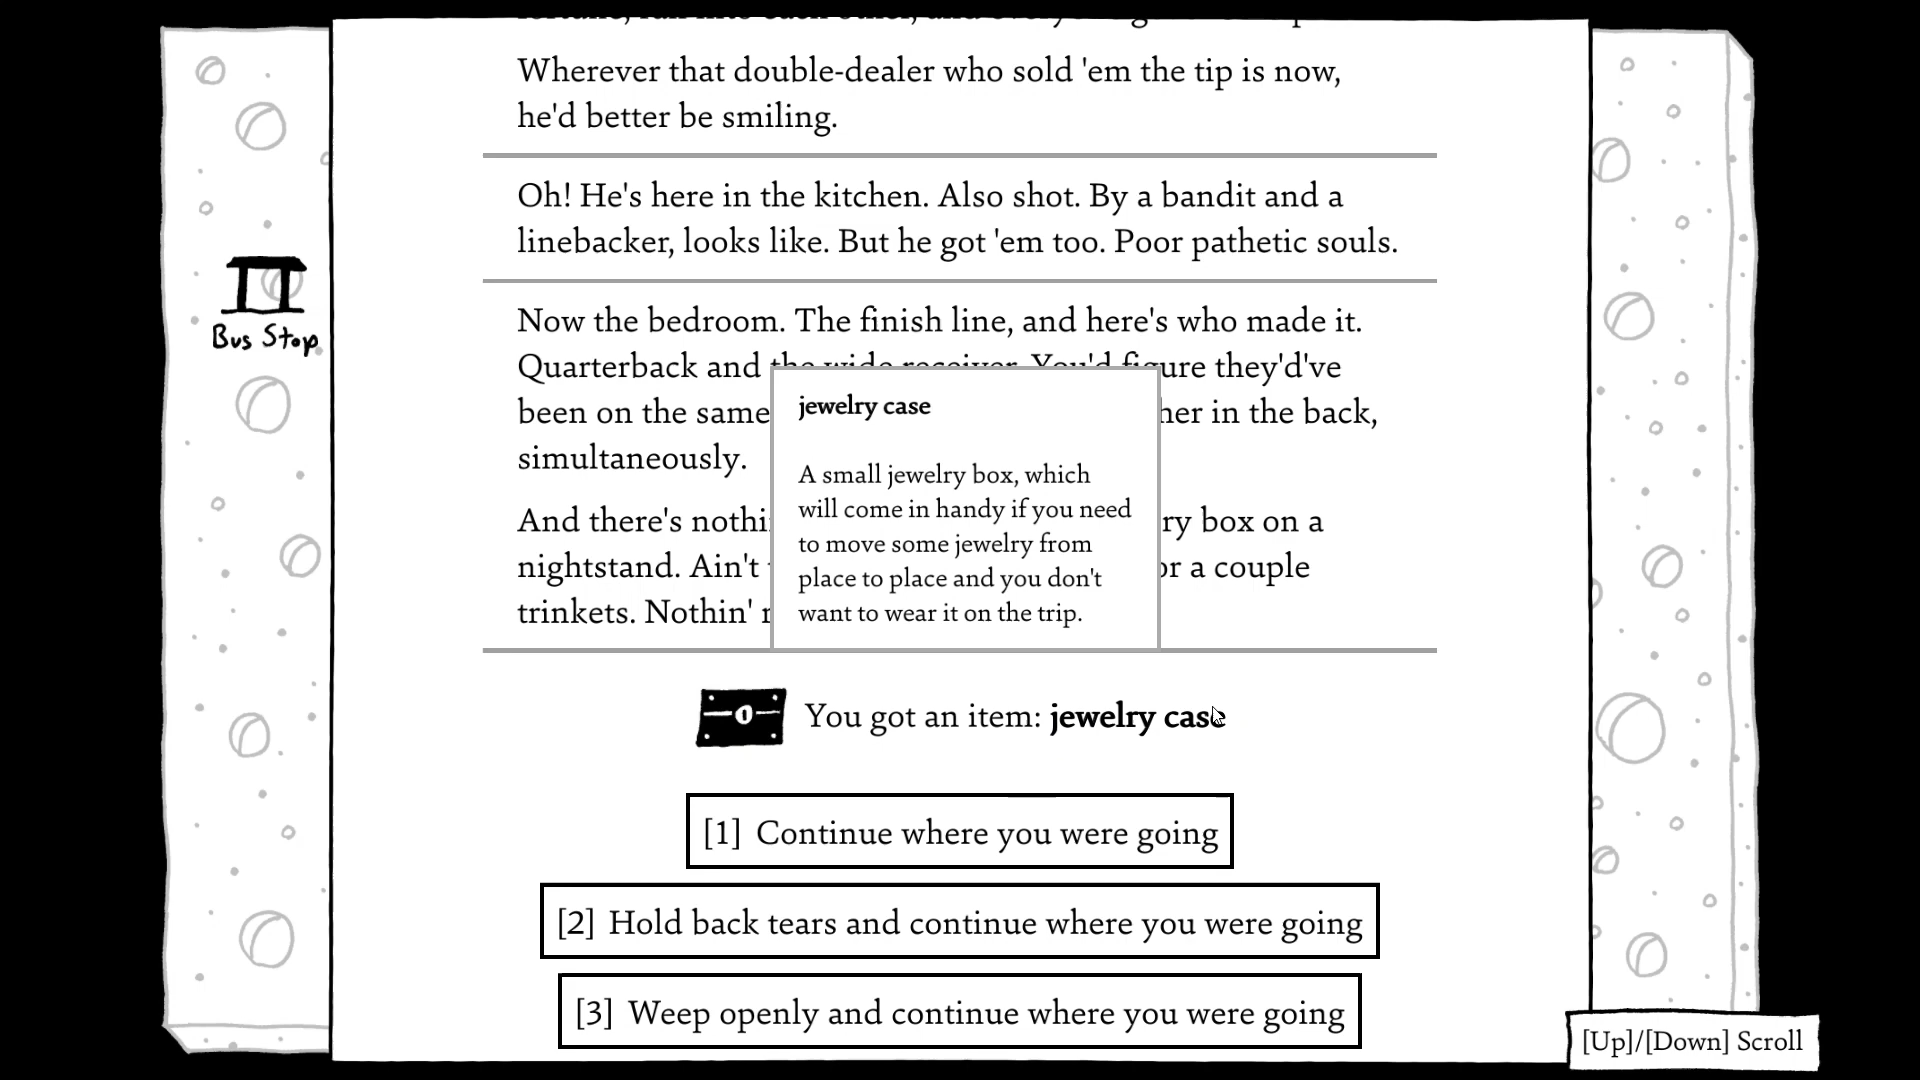 Wherever that double-dealer who sold 'em the tip is now,
he'd better be smiling.
Oh! He's here in the kitchen. Also shot. By a bandit and a
linebacker, looks like. But he got 'em too. Poor pathetic souls.
Bus Stop
Now the bedroom. The finish line, and here's who made it.
Quarterback and the wide receiver. You'd figure they'd've
been on the same her in the back,
simultaneously.
And there's nothi ry box on a
nightstand. Ain't or a couple
trinkets. Nothin'
jewelry case
A small jewelry box, which
will come in handy if you need
to move some jewelry from
place to place and you don't
want to wear it on the trip.
You got an item: jewelry case
[1] Continue where you were going
[2] Hold back tears and continue where you were going
[3] Weep openly and continue where you were going
[Up]/[Down] Scroll